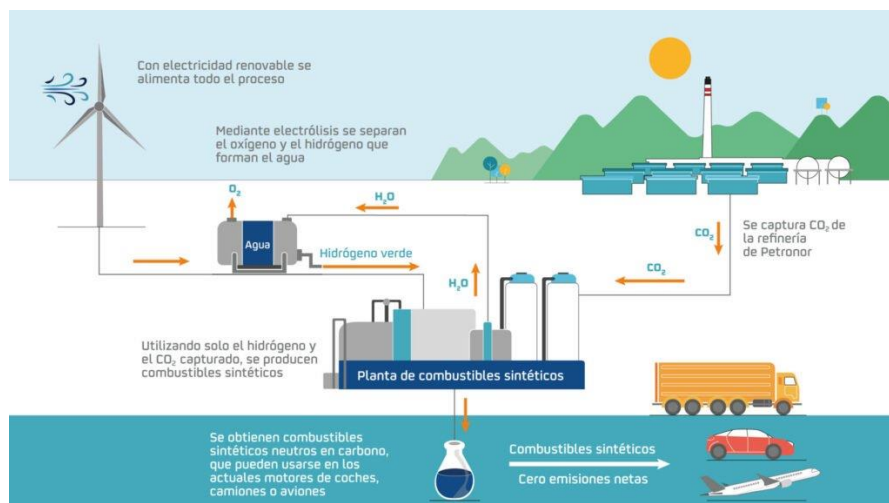 Con electricidad renovable se
alimenta todo el proceso
Mediante electrólisis se separan
el oxígeno y el hidrógeno que
forman el agua
O₂
H₂O
Agua
Hidrógeno verde
H₂O
CO₂
Se captura CO₂ de
la refinería
de Petronor
CO₂
Utilizando solo el hidrógeno y
el CO₂ capturado, se producen
combustibles sintéticos
Planta de combustibles sintéticos
Se obtienen combustibles
sintéticos neutros en carbono,
que pueden usarse en los
actuales motores de coches,
camiones o aviones
Combustibles sintéticos
Cero emisiones netas